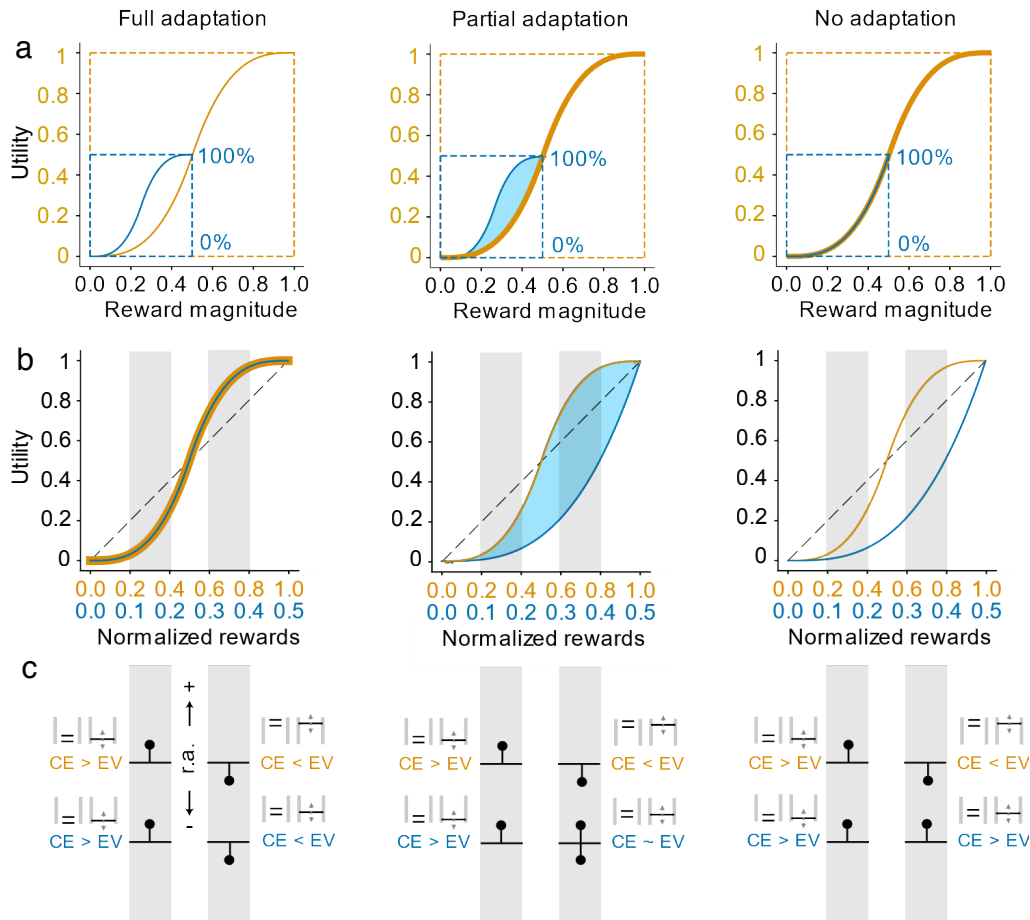 Full adaptation
Partial adaptation
No adaptation
a
Utility
1
0.8
0.6
0.4
0.2
0
100%
0%
0.0 0.2 0.4 0.6 0.8 1.0
Reward magnitude
1
0.8
0.6
0.4
0.2
0
100%
0%
0.0 0.2 0.4 0.6 0.8 1.0
Reward magnitude
1
0.8
0.6
0.4
0.2
0
100%
0%
0.0 0.2 0.4 0.6 0.8 1.0
Reward magnitude
b
Utility
1
0.8
0.6
0.4
0.2
0
0.0 0.2 0.4 0.6 0.8 1.0
0.0 0.1 0.2 0.3 0.4 0.5
Normalized rewards
1
0.8
0.6
0.4
0.2
0
0.0 0.2 0.4 0.6 0.8 1.0
0.0 0.1 0.2 0.3 0.4 0.5
Normalized rewards
1
0.8
0.6
0.4
0.2
0
0.0 0.2 0.4 0.6 0.8 1.0
0.0 0.1 0.2 0.3 0.4 0.5
Normalized rewards
c
=
CE > EV
=
CE > EV
+
r.a.
-
=
CE < EV
=
CE < EV
=
CE > EV
=
CE > EV
=
CE < EV
=
CE ~ EV
=
CE > EV
=
CE > EV
=
CE < EV
=
CE > EV